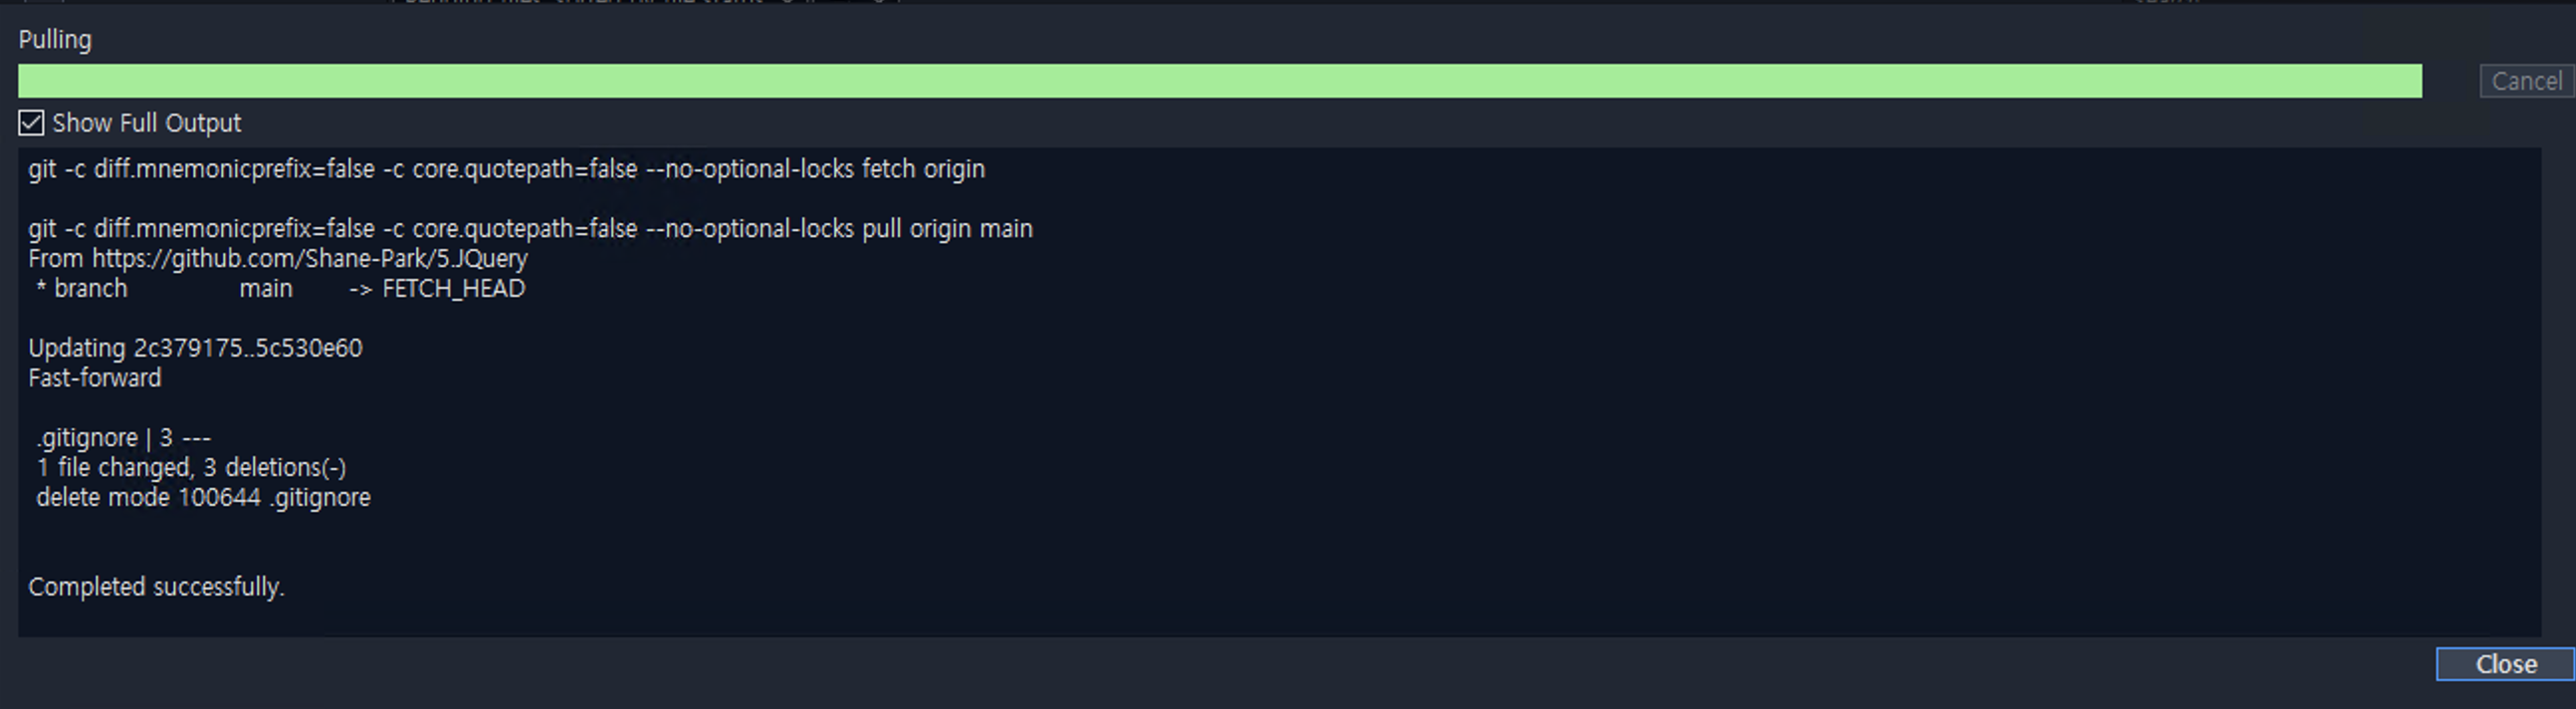 Pulling
Cancel
Show Full Output
git -c diff.mnemonicprefix=false -c core.quotepath=false --no-optional-locks fetch origin
git -c diff.mnemonicprefix=false -c core.quotepath=false --no-optional-locks pull origin main
From https://github.com/Shane-Park/5.JQuery
* branch main -> FETCH_HEAD
Updating 2c379175..5c530e60
Fast-forward
.gitignore | 3 ---
1 file changed, 3 deletions(-)
delete mode 100644 .gitignore
Completed successfully.
Close